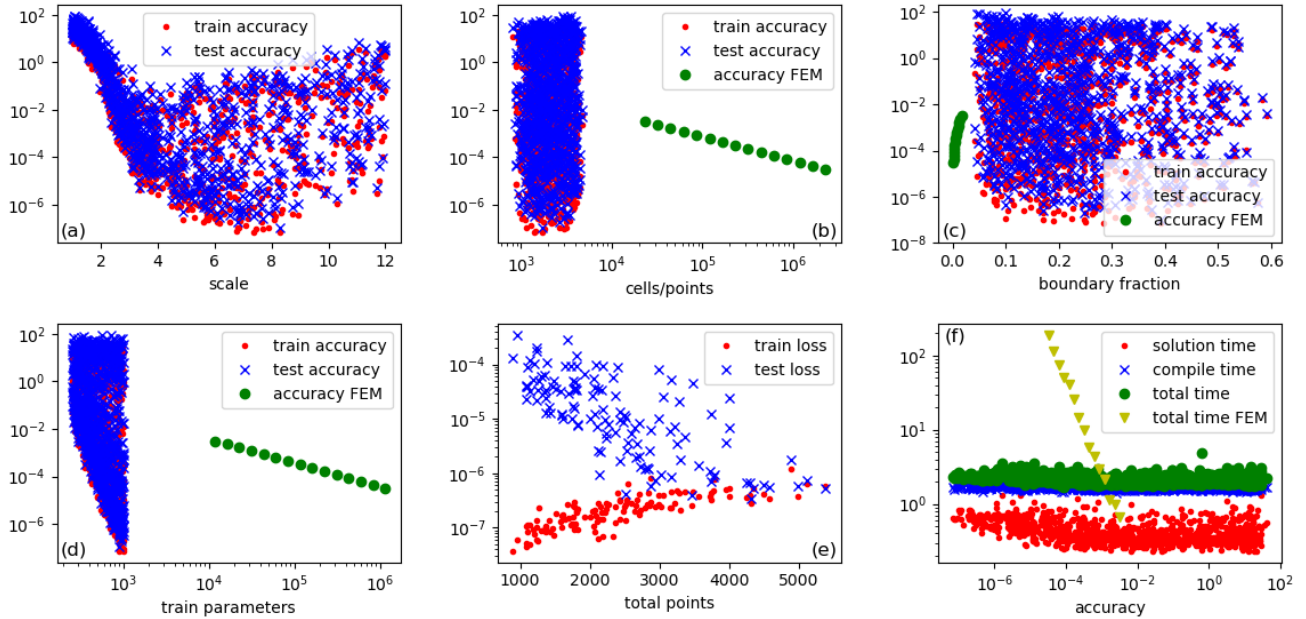 10^2
10^0
10^-2
10^-4
10^-6
train accuracy
test accuracy
(a)
2 4 6 8 10 12
scale
10^2
10^0
10^-2
10^-4
10^-6
train accuracy
test accuracy
accuracy FEM
(b)
10^3 10^4 10^5 10^6
cells/points
10^2
10^0
10^-2
10^-4
10^-6
10^-8
train accuracy
test accuracy
accuracy FEM
(c)
0.0 0.1 0.2 0.3 0.4 0.5 0.6
boundary fraction
10^2
10^0
10^-2
10^-4
10^-6
train accuracy
test accuracy
accuracy FEM
(d)
10^3 10^4 10^5 10^6
train parameters
10^-4
10^-5
10^-6
10^-7
train loss
test loss
(e)
1000 2000 3000 4000 5000
total points
(f)
10^2
10^1
10^0
solution time
compile time
total time
total time FEM
10^-6 10^-4 10^-2 10^0 10^2
accuracy